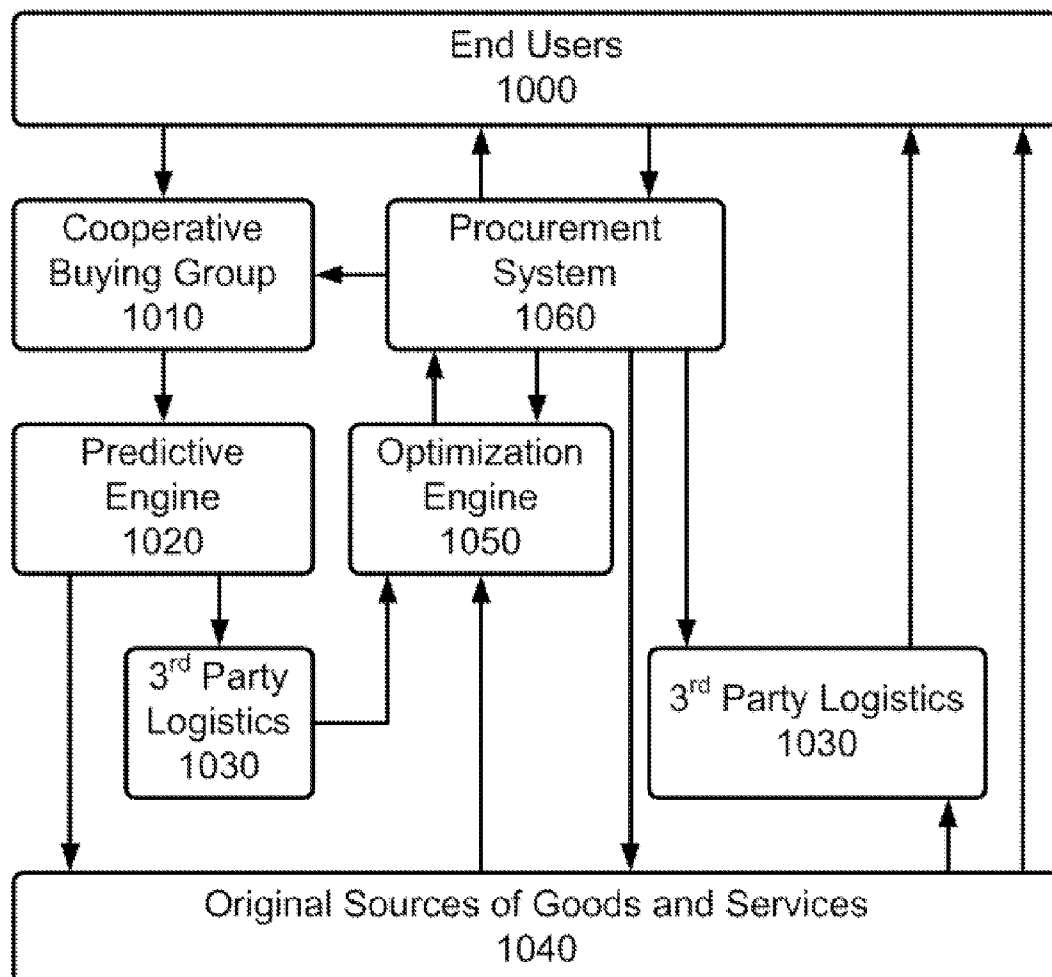 End Users
1000
Cooperative
Buying Group
1010
Procurement
System
1060
Predictive
Engine
1020
Optimization
Engine
1050
3rd Party
Logistics
1030
3rd Party Logistics
1030
Original Sources of Goods and Services
1040